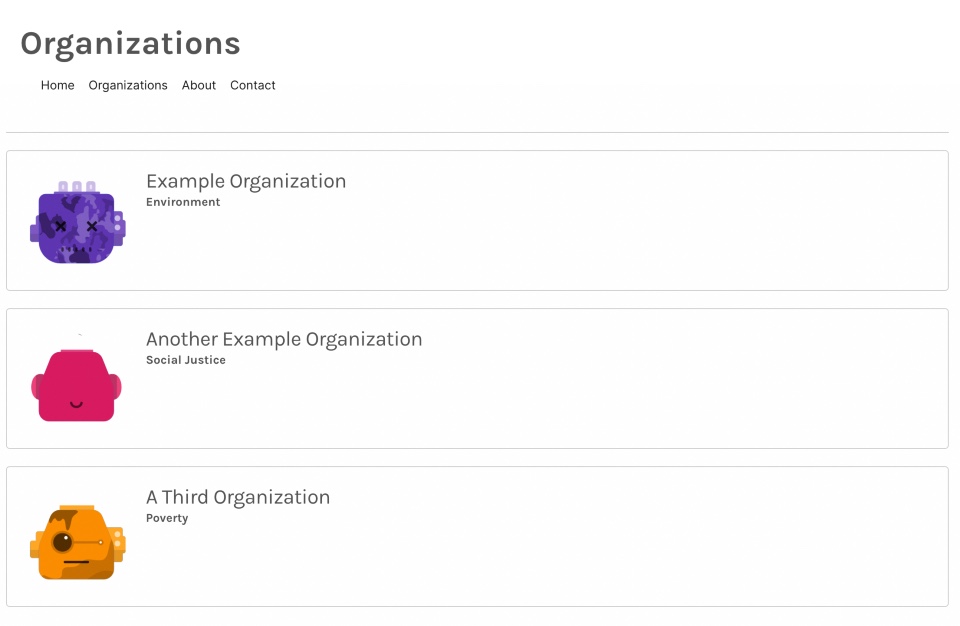 Organizations
Home Organizations About Contact
Example Organization
Environment
Another Example Organization
Social Justice
A Third Organization
Poverty